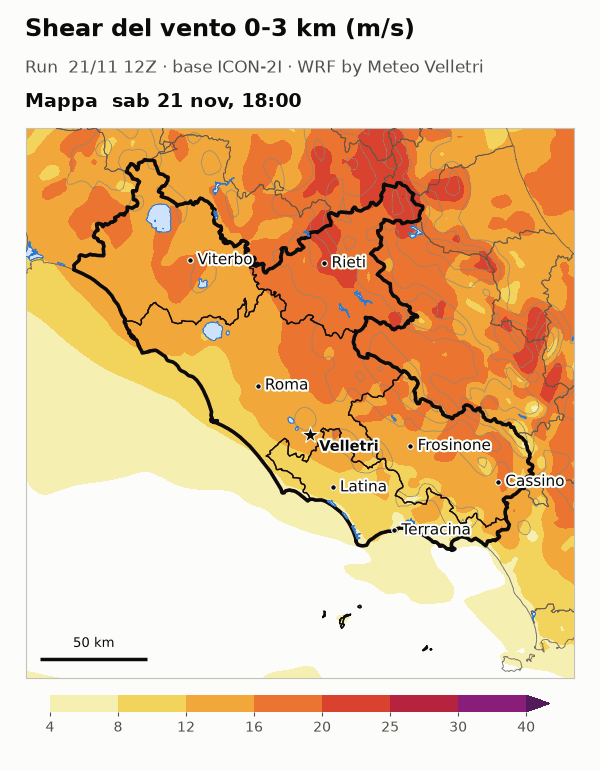 Shear del vento 0-3 km (m/s)
Run  21/11 12Z · base ICON-2I · WRF by Meteo Velletri
Mappa  sab 21 nov, 18:00
Viterbo
Rieti
Roma
Velletri
Frosinone
Cassino
Latina
Terracina
50 km
4 8 12 16 20 25 30 40